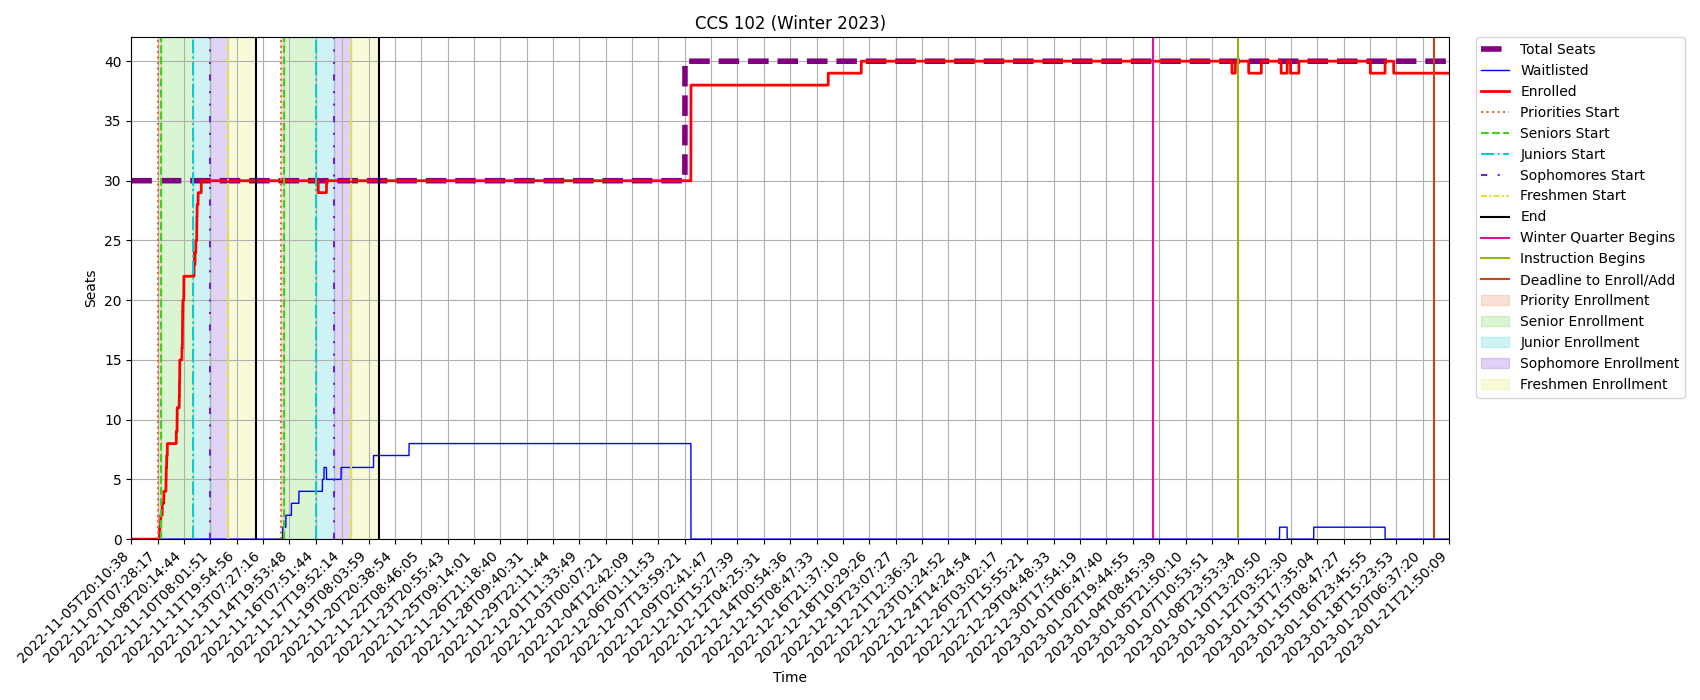 CCS 102 (Winter 2023)
Seats
40
35
30
25
20
15
10
5
0
2022-11-05T20:10:38
2022-11-07T07:28:17
2022-11-08T20:14:44
2022-11-10T08:01:51
2022-11-11T19:54:56
2022-11-13T07:27:16
2022-11-14T19:53:48
2022-11-16T07:51:44
2022-11-17T19:52:14
2022-11-19T08:03:59
2022-11-20T20:38:54
2022-11-22T08:46:05
2022-11-23T20:55:43
2022-11-25T09:14:01
2022-11-26T21:18:40
2022-11-28T09:40:31
2022-11-29T22:11:44
2022-12-01T11:33:49
2022-12-03T00:07:21
2022-12-04T12:42:09
2022-12-06T01:11:53
2022-12-07T13:59:21
2022-12-09T02:41:47
2022-12-10T15:27:39
2022-12-12T04:25:31
2022-12-14T00:54:36
2022-12-15T08:47:33
2022-12-16T21:37:10
2022-12-18T10:29:26
2022-12-19T23:07:27
2022-12-21T12:36:32
2022-12-23T01:24:52
2022-12-24T14:24:54
2022-12-26T03:02:17
2022-12-27T15:55:21
2022-12-29T04:48:33
2022-12-30T17:54:19
2023-01-01T06:47:40
2023-01-02T19:44:55
2023-01-04T08:45:39
2023-01-05T21:50:10
2023-01-07T10:53:51
2023-01-08T23:53:34
2023-01-10T13:20:50
2023-01-12T03:52:30
2023-01-13T17:35:04
2023-01-15T08:47:27
2023-01-16T23:45:55
2023-01-18T15:23:53
2023-01-20T06:37:20
2023-01-21T21:50:09
Time
Total Seats
Waitlisted
Enrolled
Priorities Start
Seniors Start
Juniors Start
Sophomores Start
Freshmen Start
End
Winter Quarter Begins
Instruction Begins
Deadline to Enroll/Add
Priority Enrollment
Senior Enrollment
Junior Enrollment
Sophomore Enrollment
Freshmen Enrollment